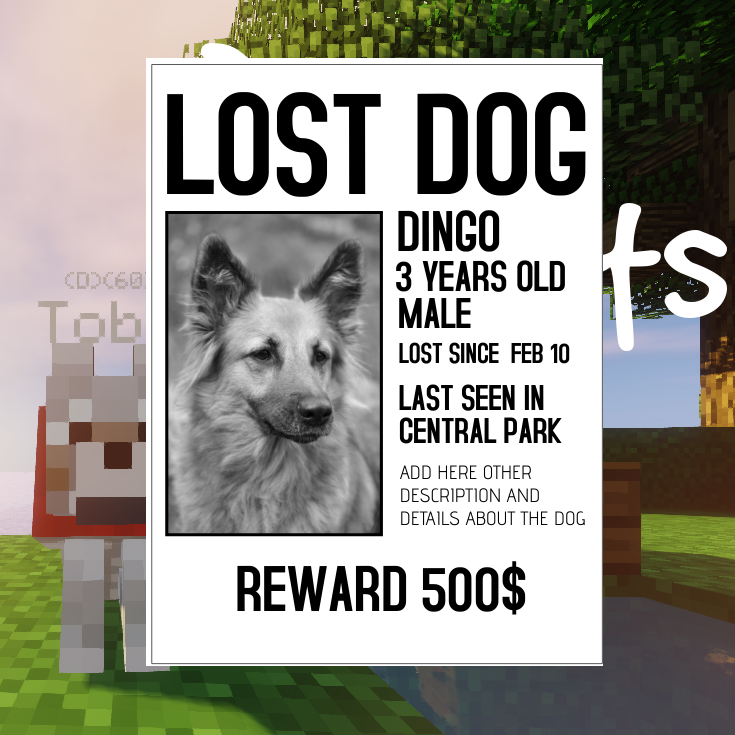 LOST DOG
DINGO
3 YEARS OLD
MALE
LOST SINCE FEB 10
LAST SEEN IN
CENTRAL PARK
ADD HERE OTHER
DESCRIPTION AND
DETAILS ABOUT THE DOG
REWARD 500$